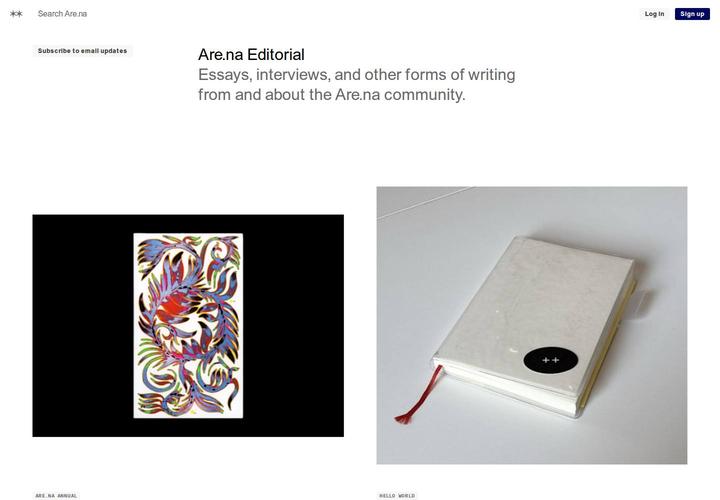 Search Are.na
Log in
Sign up
Subscribe to email updates
Are.na Editorial
Essays, interviews, and other forms of writing
from and about the Are.na community.
++
ARE.NA ANNUAL
HELLO WORLD